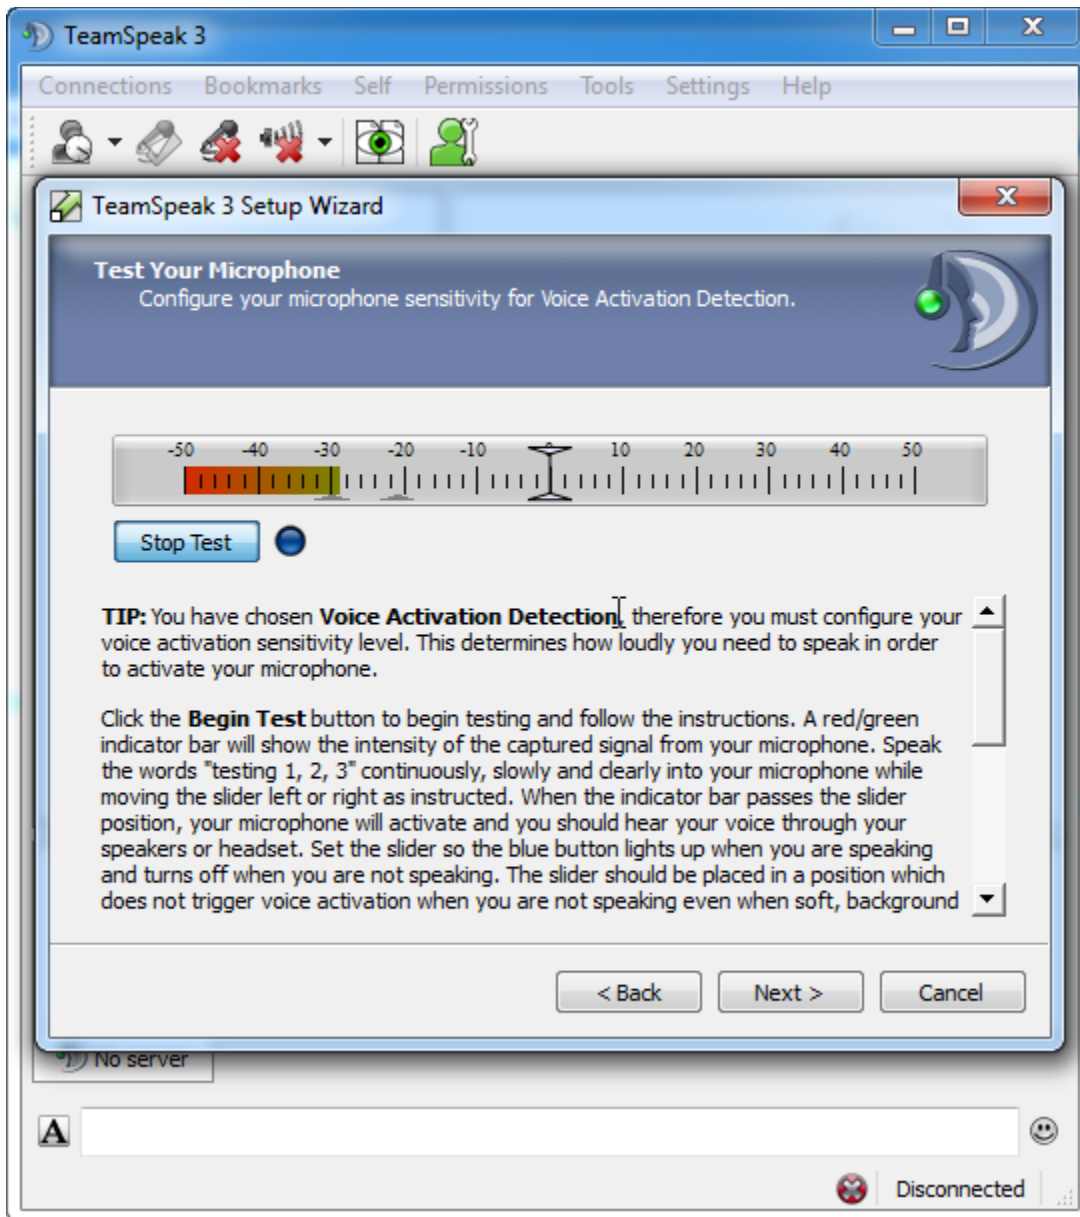 TeamSpeak 3
Connections Bookmarks Self Permissions Tools Settings Help
TeamSpeak 3 Setup Wizard
Test Your Microphone
Configure your microphone sensitivity for Voice Activation Detection.
-50 -40 -30 -20 -10 0 10 20 30 40 50
Stop Test
TIP: You have chosen Voice Activation Detection, therefore you must configure your
voice activation sensitivity level. This determines how loudly you need to speak in order
to activate your microphone.
Click the Begin Test button to begin testing and follow the instructions. A red/green
indicator bar will show the intensity of the captured signal from your microphone. Speak
the words "testing 1, 2, 3" continuously, slowly and clearly into your microphone while
moving the slider left or right as instructed. When the indicator bar passes the slider
position, your microphone will activate and you should hear your voice through your
speakers or headset. Set the slider so the blue button lights up when you are speaking
and turns off when you are not speaking. The slider should be placed in a position which
does not trigger voice activation when you are not speaking even when soft, background
< Back Next > Cancel
No server
A
Disconnected